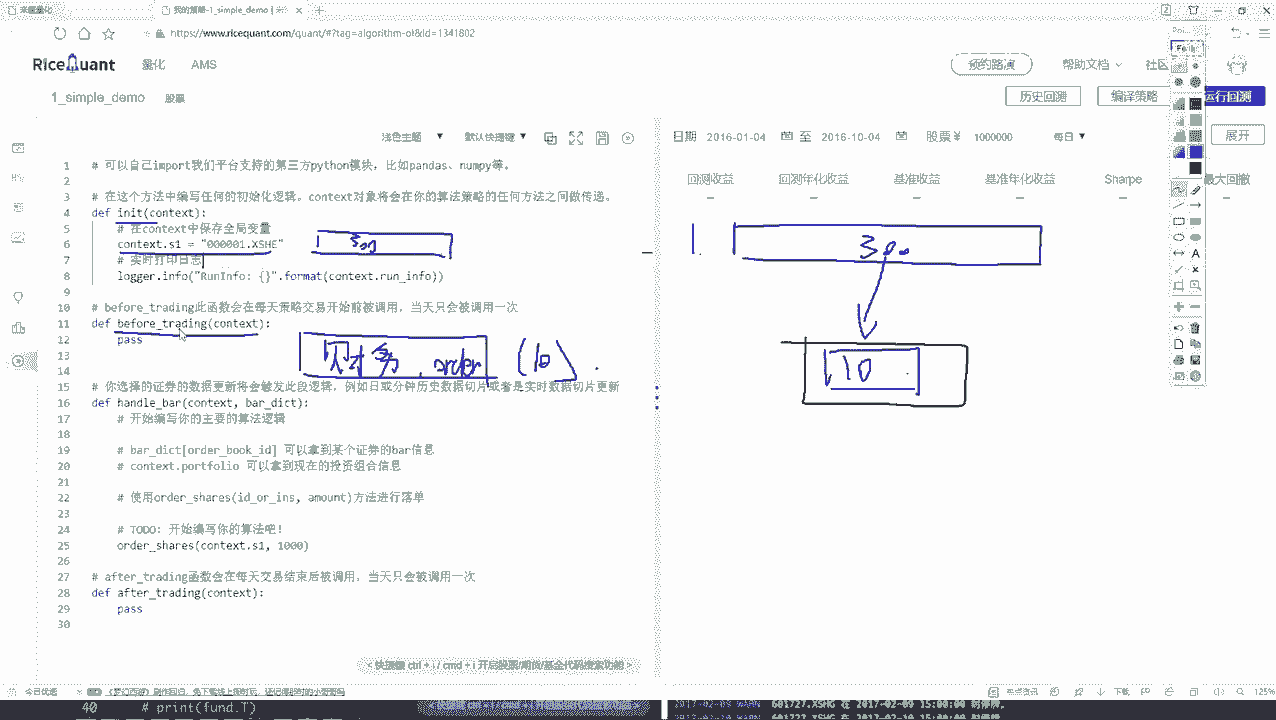 我的策略-1_simple_demo
https://www.ricequant.com/quant/#?tag=algorithm-ol&id=1341802
RiceQuant 量化 AMS 预约路演 帮助文档 社区
1_simple_demo 股票 历史回测 编译策略 运行回测
浅色主题 默认快捷键 日期 2016-01-04 至 2016-10-04 股票 ¥ 1000000 每日 展开
回测收益 回测年化收益 基准收益 基准年化收益 Sharpe 最大回撤
1 # 可以自己import我们平台支持的第三方python模块，比如pandas、numpy等。
2
3 # 在这个方法中编写任何的初始化逻辑。context对象将会在你的算法策略的任何方法之间做传递。
4 def init(context):
5 # 在context中保存全局变量
6 context.s1 = "000001.XSHE"
7 # 实时打印日志
8 logger.info("RunInfo: {}".format(context.run_info))
9
10 # before_trading此函数会在每天策略交易开始前被调用，当天只会被调用一次
11 def before_trading(context):
12 pass
13
14
15 # 你选择的证券的数据更新将会触发此段逻辑，例如日或分钟历史数据切片或者是实时数据切片更新
16 def handle_bar(context, bar_dict):
17 # 开始编写你的主要的算法逻辑
18
19 # bar_dict[order_book_id] 可以拿到某个证券的bar信息
20 # context.portfolio 可以拿到现在的投资组合信息
21
22 # 使用order_shares(id_or_ins, amount)方法进行落单
23
24 # TODO: 开始编写你的算法吧！
25 order_shares(context.s1, 1000)
26
27 # after_trading函数会在每天交易结束后被调用，当天只会被调用一次
28 def after_trading(context):
29 pass
30
300
财务 order (10)
1. 300
10
快捷键 ctrl + i / cmd + i 开启股票/期货/基金代码搜索功能
今日优选
下载
125%
40 # print(fund.T)
601727.XSHG 在 2017-02-09 15:00:00